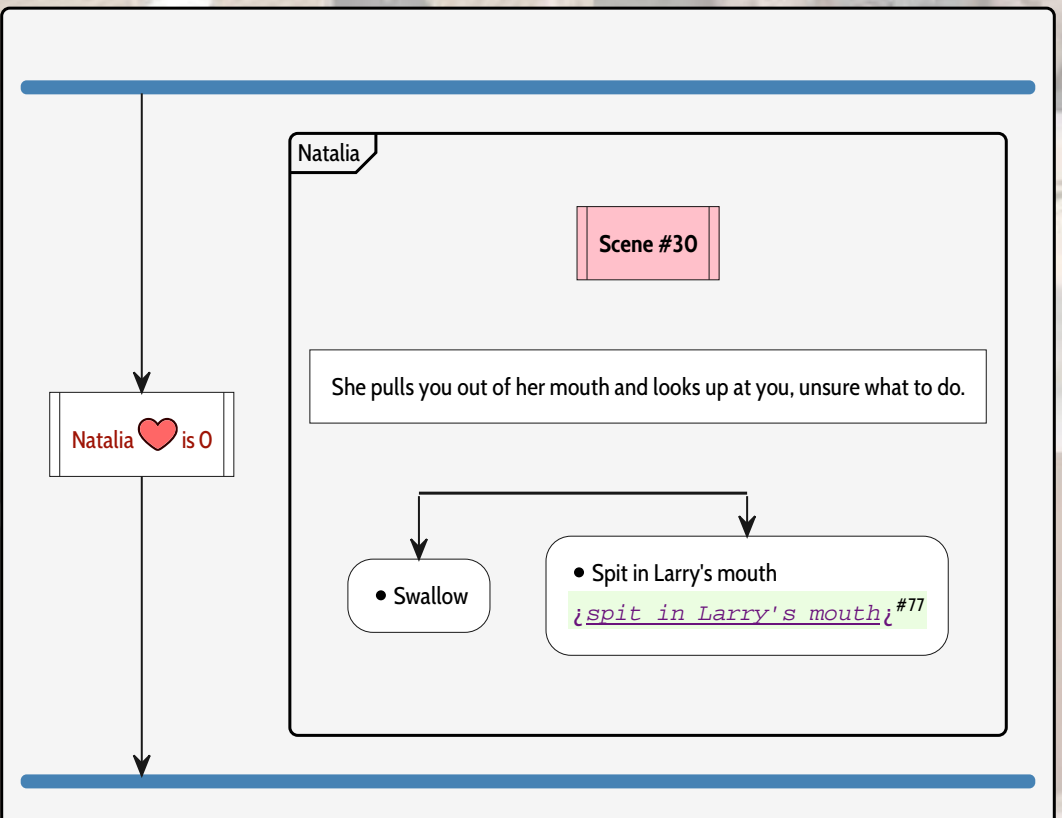 Natalia
Scene #30
She pulls you out of her mouth and looks up at you, unsure what to do.
Natalia is 0
• Swallow
• Spit in Larry's mouth
¿spit in Larry's mouth¿#77